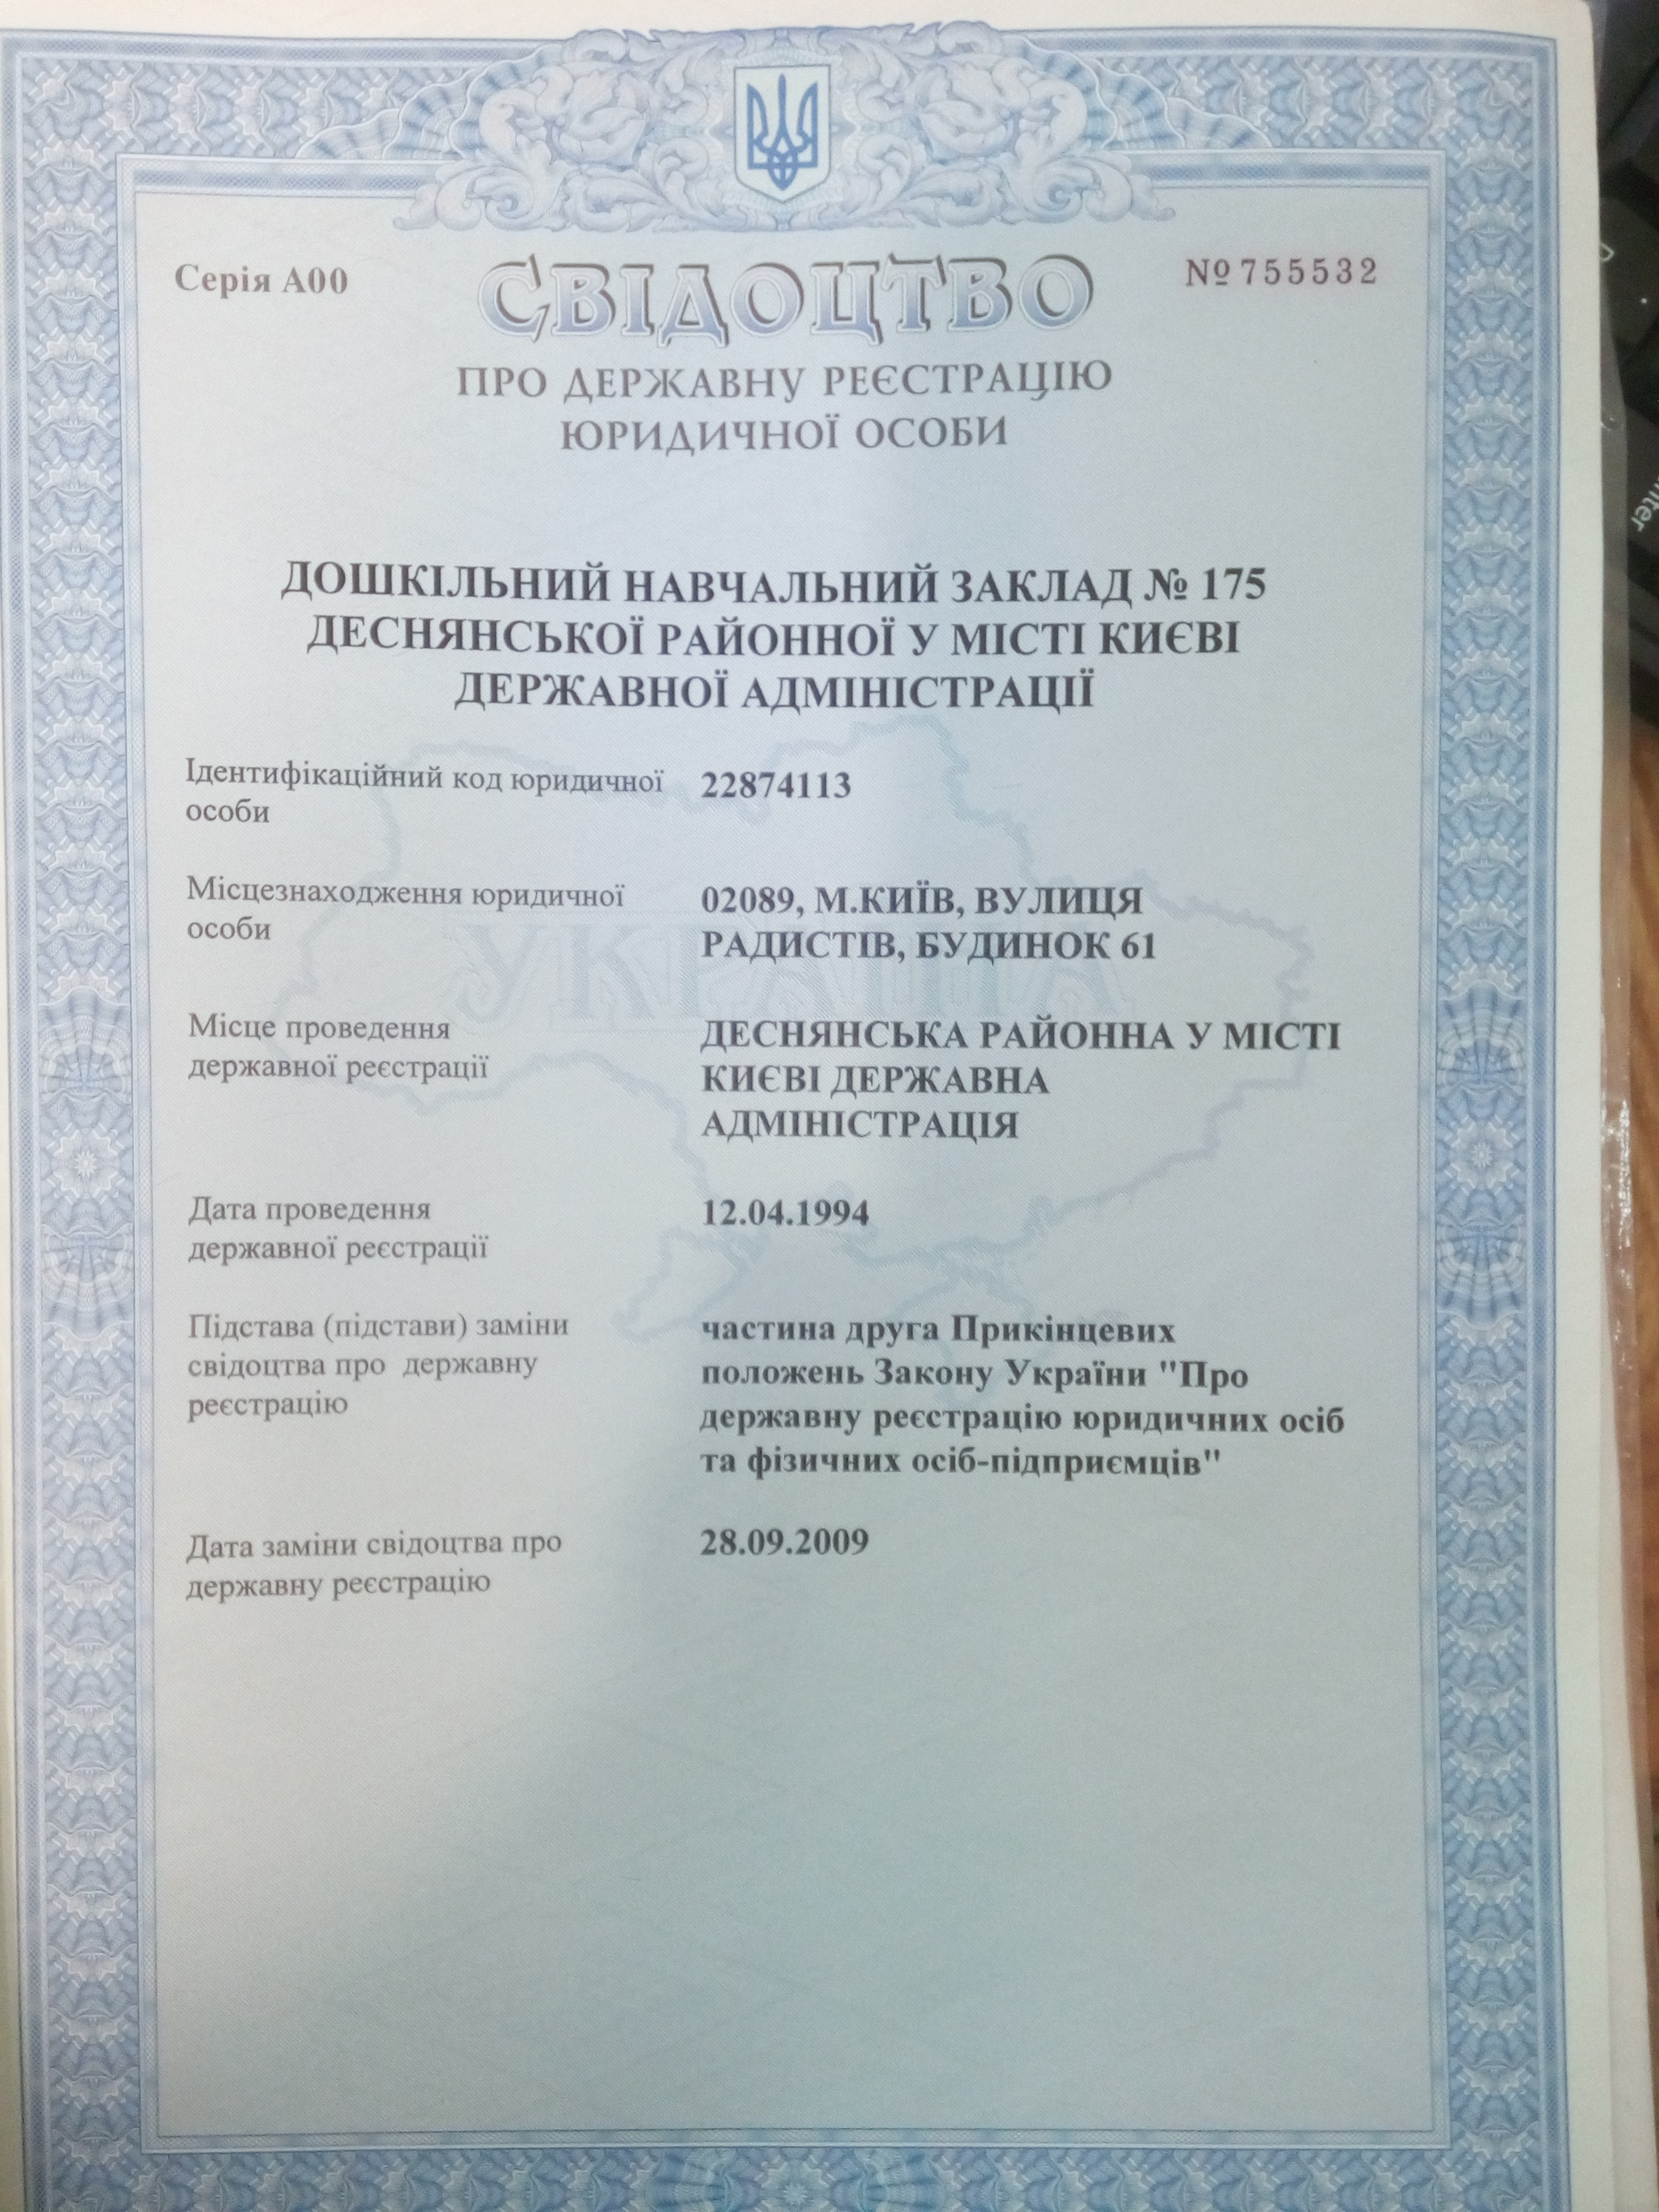 Серія А00
СВІДОЦТВО
№ 755532
ПРО ДЕРЖАВНУ РЕЄСТРАЦІЮ
ЮРИДИЧНОЇ ОСОБИ
ДОШКІЛЬНИЙ НАВЧАЛЬНИЙ ЗАКЛАД № 175
ДЕСНЯНСЬКОЇ РАЙОННОЇ У МІСТІ КИЄВІ
ДЕРЖАВНОЇ АДМІНІСТРАЦІЇ
Ідентифікаційний код юридичної
особи
22874113
Місцезнаходження юридичної
особи
02089, М.КИЇВ, ВУЛИЦЯ
РАДИСТІВ, БУДИНОК 61
УКРАЇНА
Місце проведення
державної реєстрації
ДЕСНЯНСЬКА РАЙОННА У МІСТІ
КИЄВІ ДЕРЖАВНА
АДМІНІСТРАЦІЯ
Дата проведення
державної реєстрації
12.04.1994
Підстава (підстави) заміни
свідоцтва про державну
реєстрацію
частина друга Прикінцевих
положень Закону України "Про
державну реєстрацію юридичних осіб
та фізичних осіб-підприємців"
Дата заміни свідоцтва про
державну реєстрацію
28.09.2009